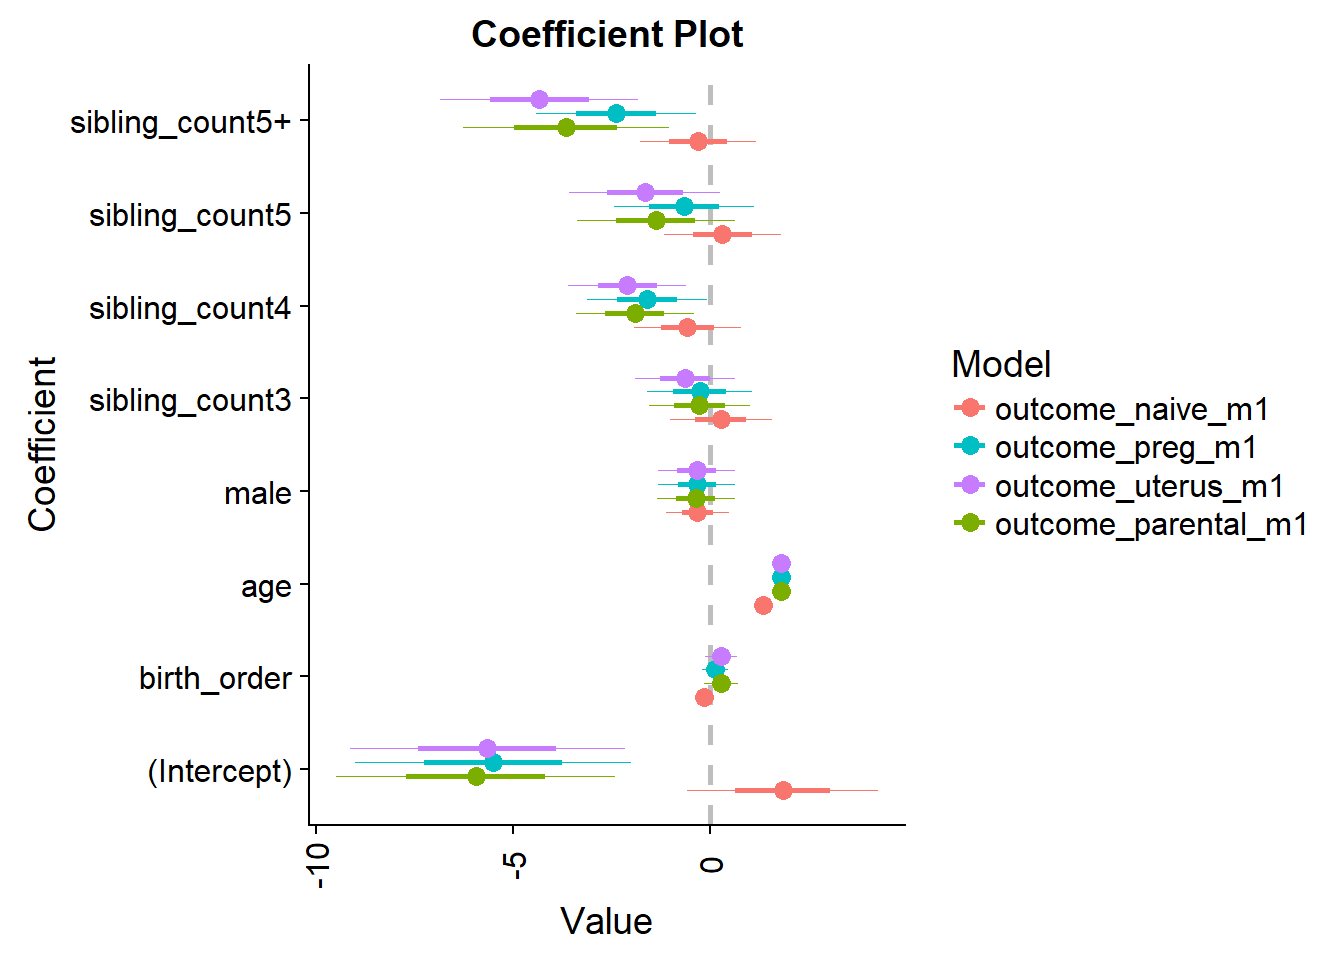 Coefficient Plot
sibling_count5+
sibling_count5
sibling_count4
sibling_count3
male
age
birth_order
(Intercept)
Coefficient
-10
-5
0
Value
Model
outcome_naive_m1
outcome_preg_m1
outcome_uterus_m1
outcome_parental_m1